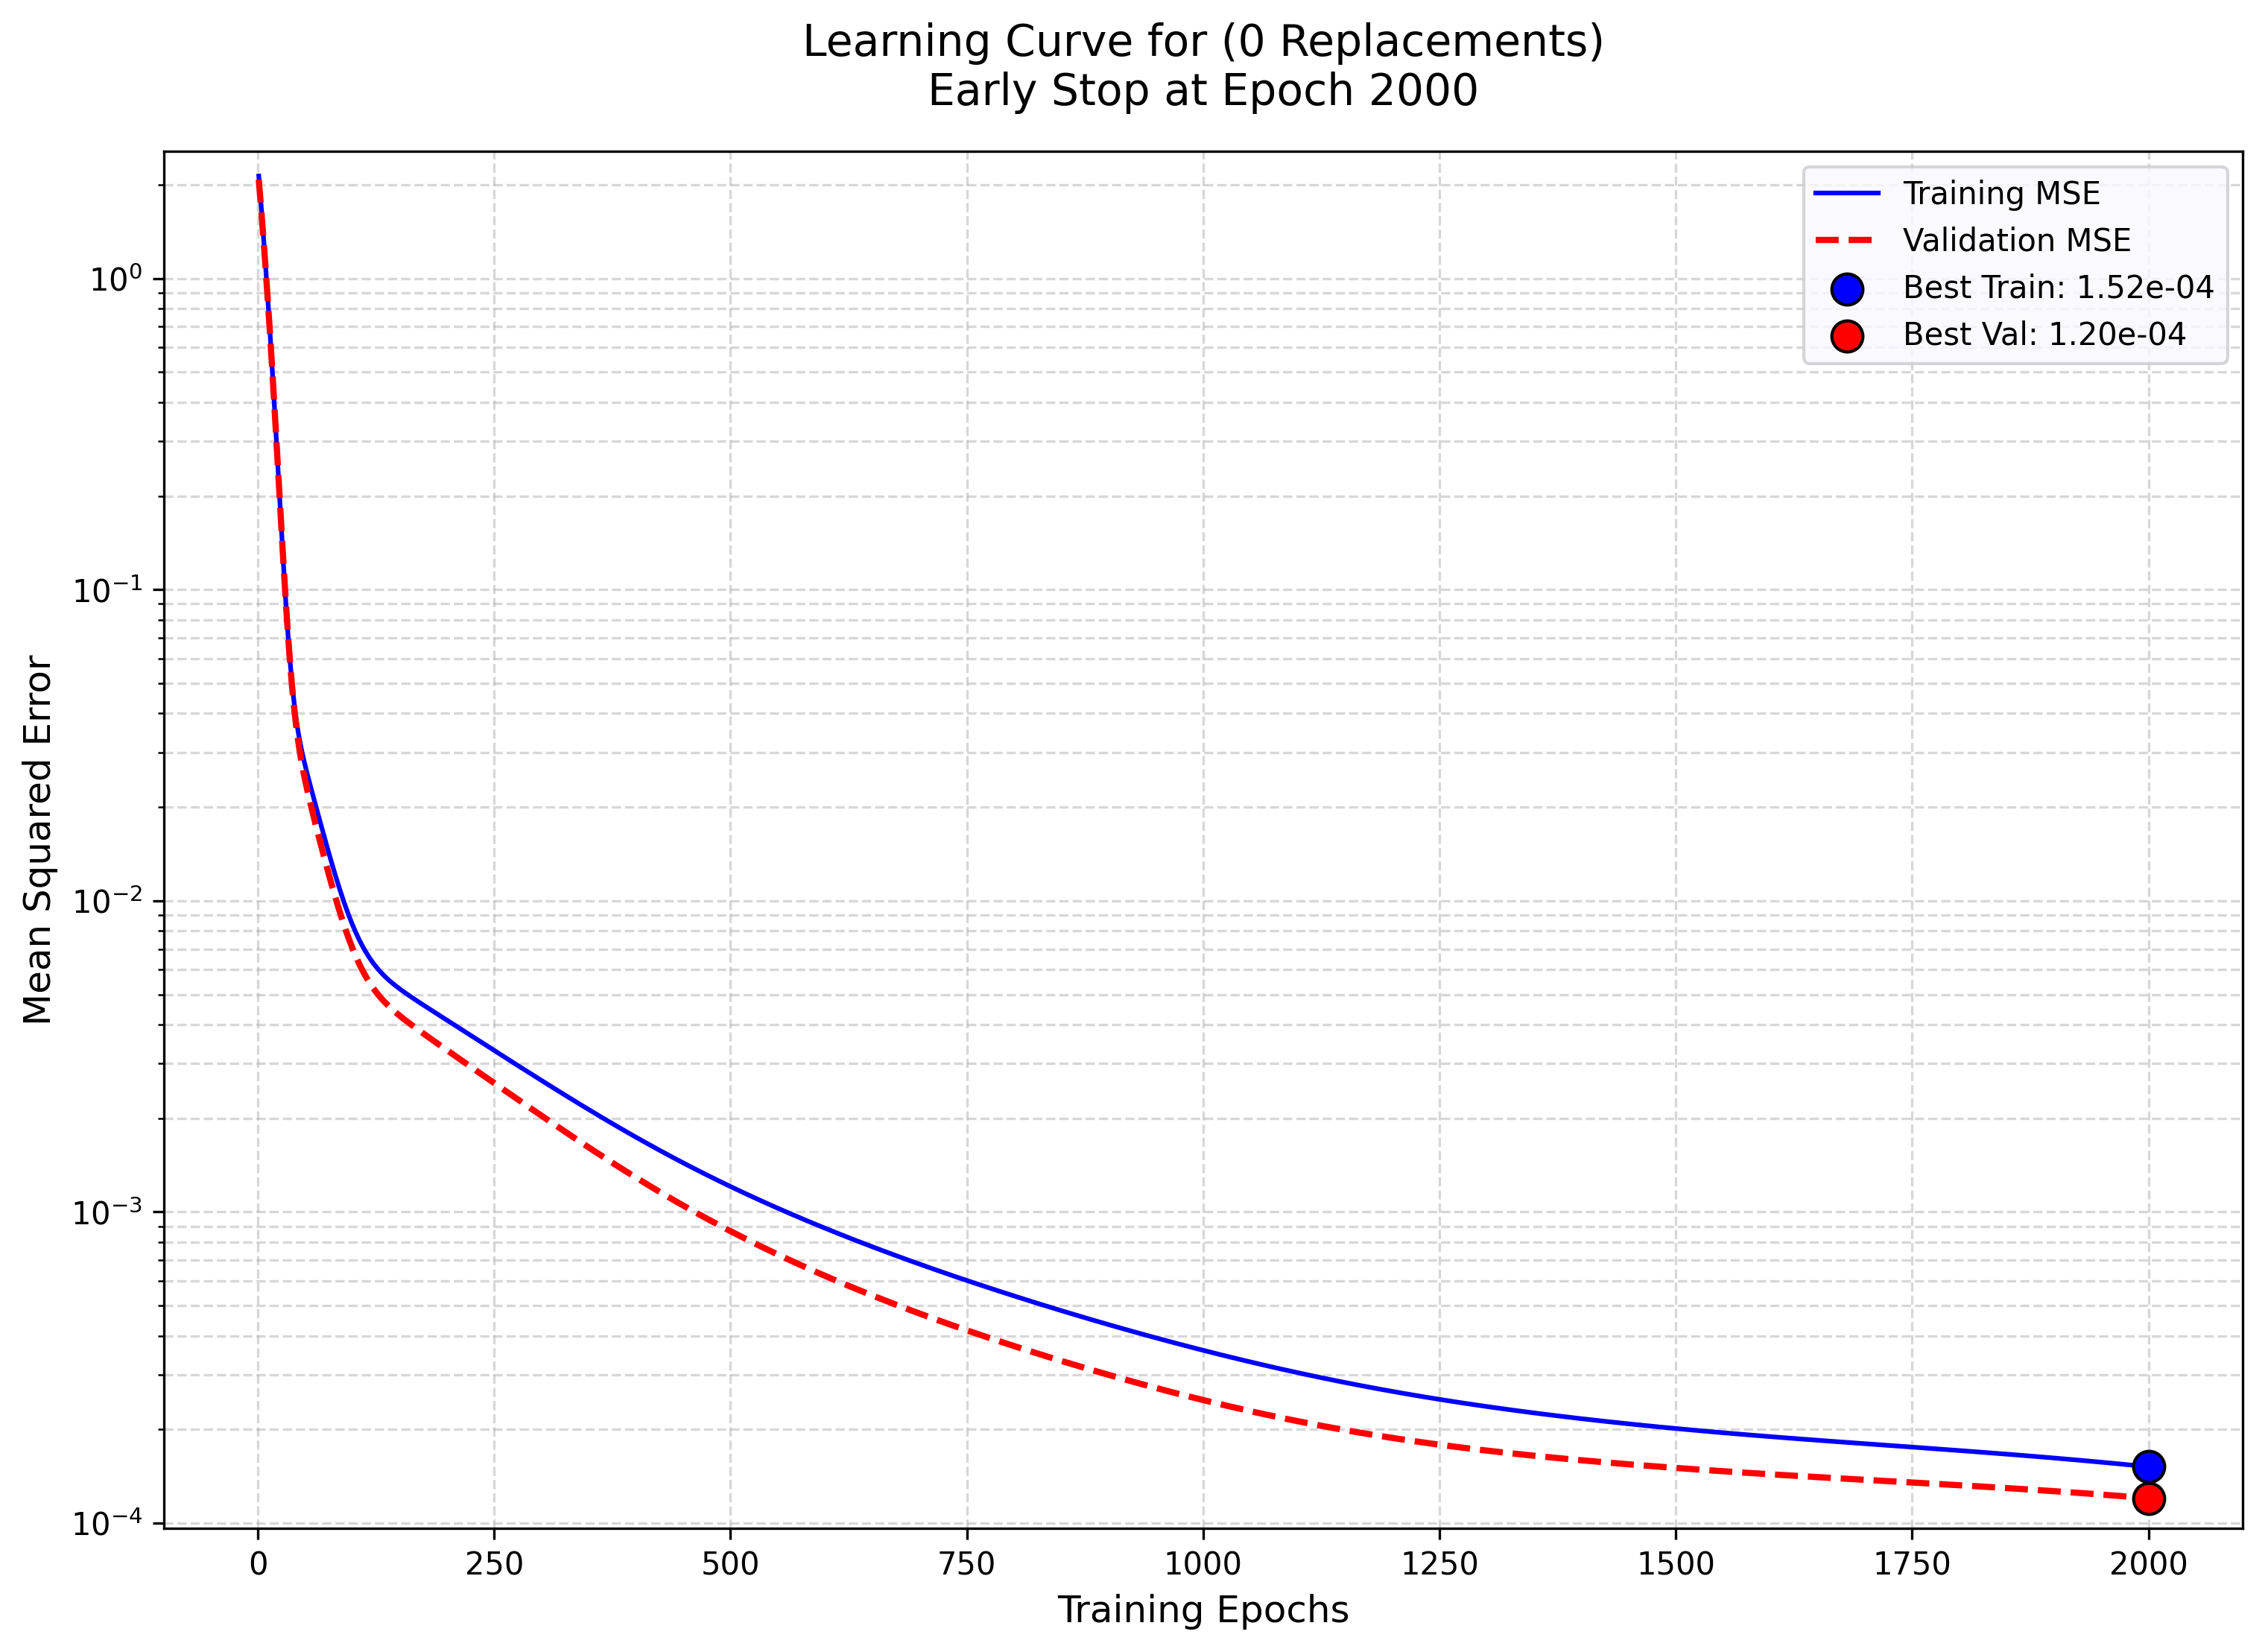 Learning Curve for (0 Replacements)
Early Stop at Epoch 2000
Training MSE
Validation MSE
Best Train: 1.52e-04
Best Val: 1.20e-04
Mean Squared Error
10⁰
10⁻¹
10⁻²
10⁻³
10⁻⁴
0 250 500 750 1000 1250 1500 1750 2000
Training Epochs